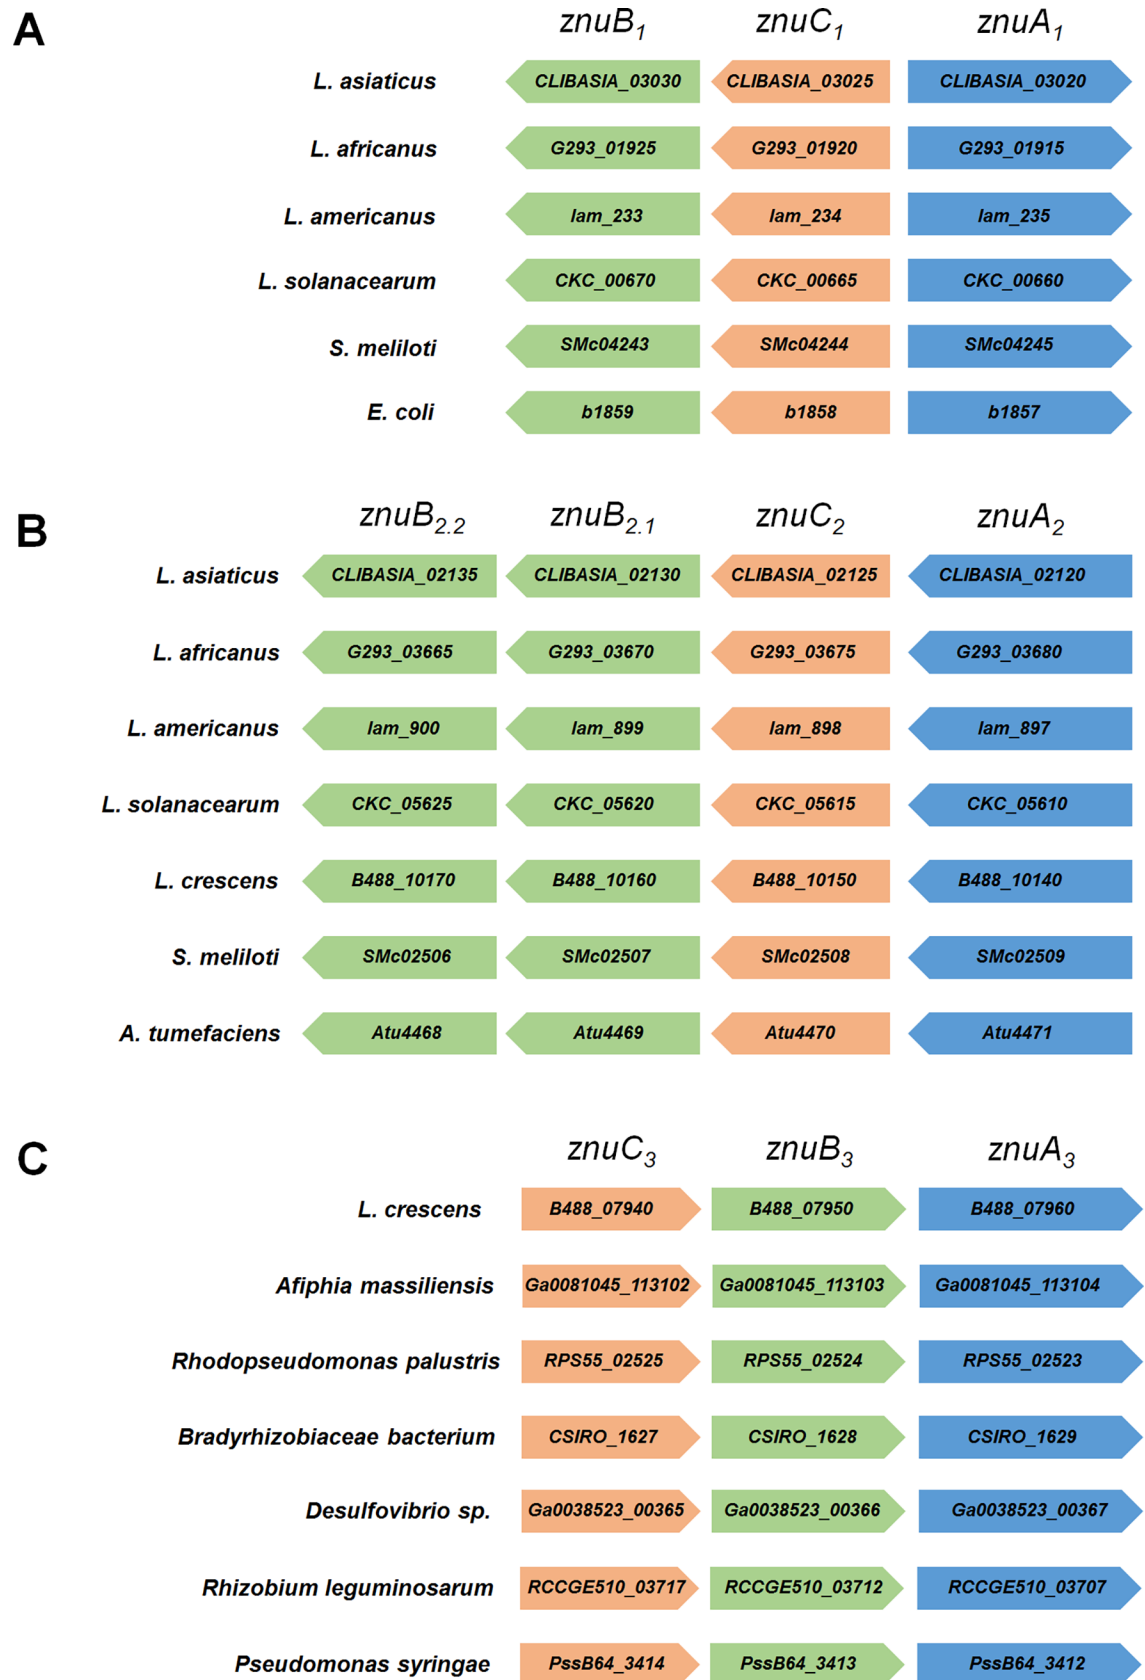 A
znuB1 znuC1 znuA1
L. asiaticus CLIBASIA_03030 CLIBASIA_03025 CLIBASIA_03020
L. africanus G293_01925 G293_01920 G293_01915
L. americanus lam_233 lam_234 lam_235
L. solanacearum CKC_00670 CKC_00665 CKC_00660
S. meliloti SMc04243 SMc04244 SMc04245
E. coli b1859 b1858 b1857
B
znuB2.2 znuB2.1 znuC2 znuA2
L. asiaticus CLIBASIA_02135 CLIBASIA_02130 CLIBASIA_02125 CLIBASIA_02120
L. africanus G293_03665 G293_03670 G293_03675 G293_03680
L. americanus lam_900 lam_899 lam_898 lam_897
L. solanacearum CKC_05625 CKC_05620 CKC_05615 CKC_05610
L. crescens B488_10170 B488_10160 B488_10150 B488_10140
S. meliloti SMc02506 SMc02507 SMc02508 SMc02509
A. tumefaciens Atu4468 Atu4469 Atu4470 Atu4471
C
znuC3 znuB3 znuA3
L. crescens B488_07940 B488_07950 B488_07960
Afiphia massiliensis Ga0081045_113102 Ga0081045_113103 Ga0081045_113104
Rhodopseudomonas palustris RPS55_02525 RPS55_02524 RPS55_02523
Bradyrhizobiaceae bacterium CSIRO_1627 CSIRO_1628 CSIRO_1629
Desulfovibrio sp. Ga0038523_00365 Ga0038523_00366 Ga0038523_00367
Rhizobium leguminosarum RCCGE510_03717 RCCGE510_03712 RCCGE510_03707
Pseudomonas syringae PssB64_3414 PssB64_3413 PssB64_3412